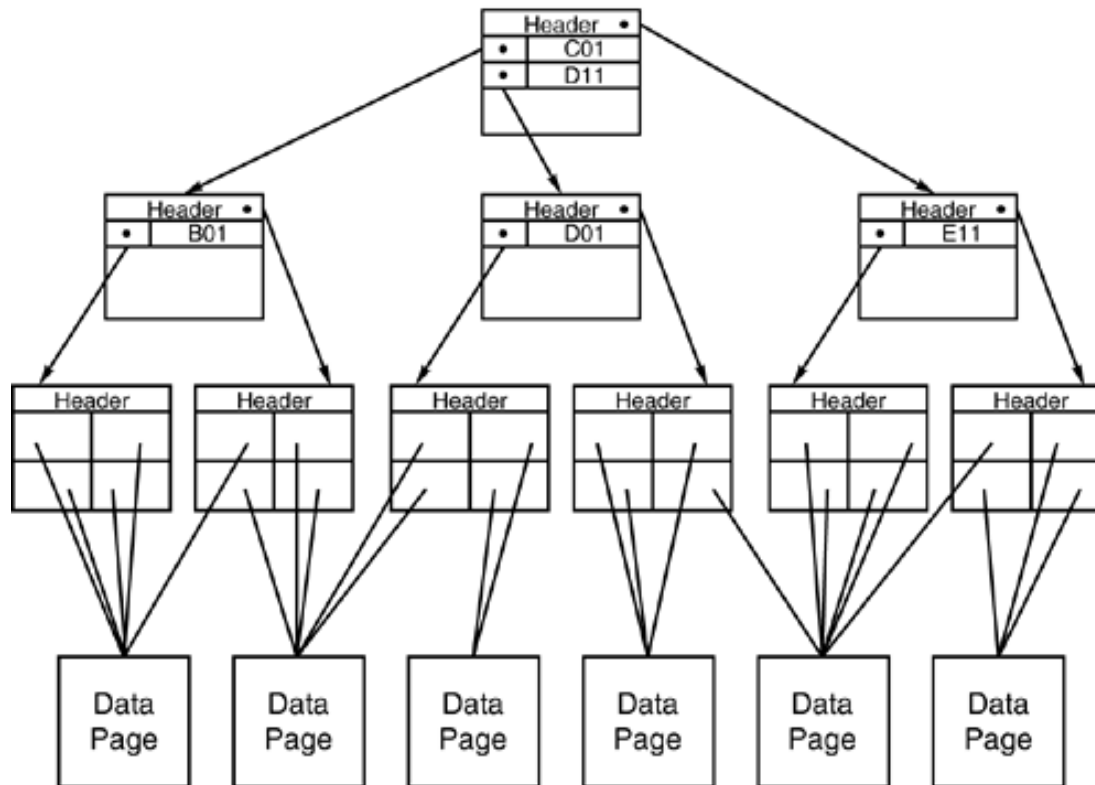 Header
C01
D11
Header
B01
Header
D01
Header
E11
Header
Header
Header
Header
Header
Header
Data
Page
Data
Page
Data
Page
Data
Page
Data
Page
Data
Page